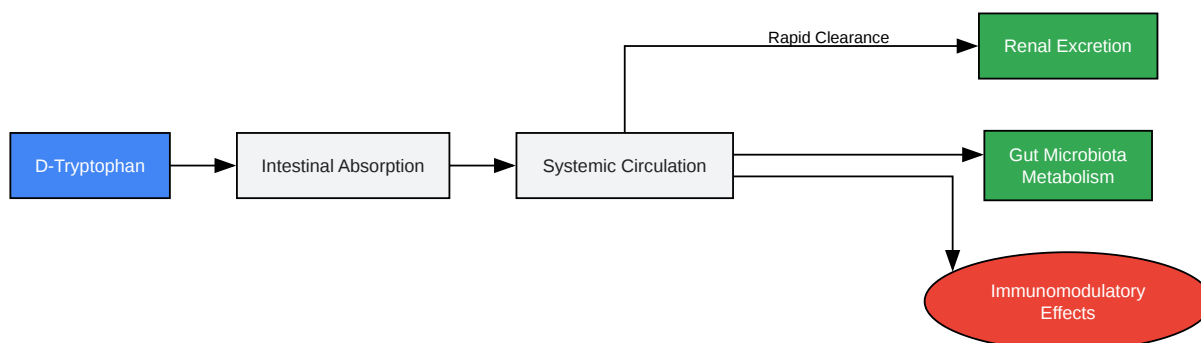 Rapid Clearance
Renal Excretion
D-Tryptophan
Intestinal Absorption
Systemic Circulation
Gut Microbiota
Metabolism
Immunomodulatory
Effects